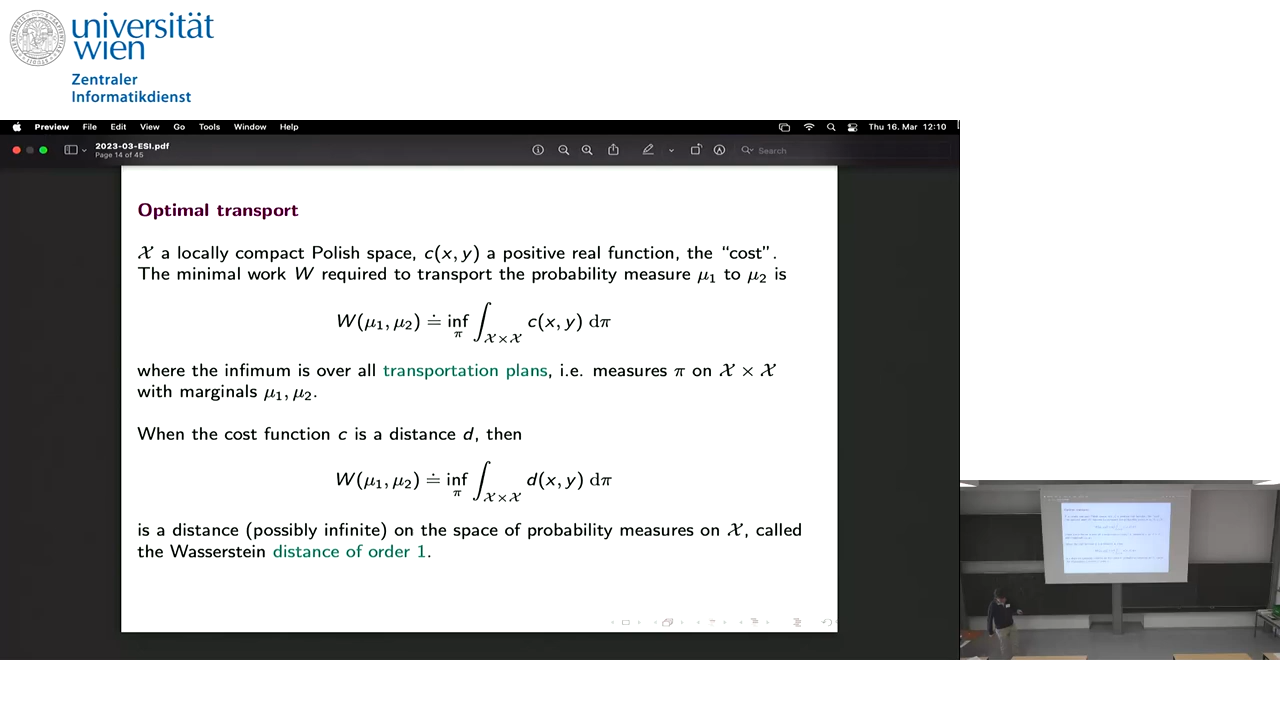 universität
wien
Zentraler
Informatikdienst
Preview File Edit View Go Tools Window Help Thu 16. Mar 12:10
2023-03-ESI.pdf
Page 14 of 45
Search
Optimal transport
𝒳 a locally compact Polish space, c(x, y) a positive real function, the “cost”.
The minimal work W required to transport the probability measure μ₁ to μ₂ is
W(μ₁, μ₂) ≐ inf_π ∫_{𝒳×𝒳} c(x, y) dπ
where the infimum is over all transportation plans, i.e. measures π on 𝒳 × 𝒳
with marginals μ₁, μ₂.
When the cost function c is a distance d, then
W(μ₁, μ₂) ≐ inf_π ∫_{𝒳×𝒳} d(x, y) dπ
is a distance (possibly infinite) on the space of probability measures on 𝒳, called
the Wasserstein distance of order 1.